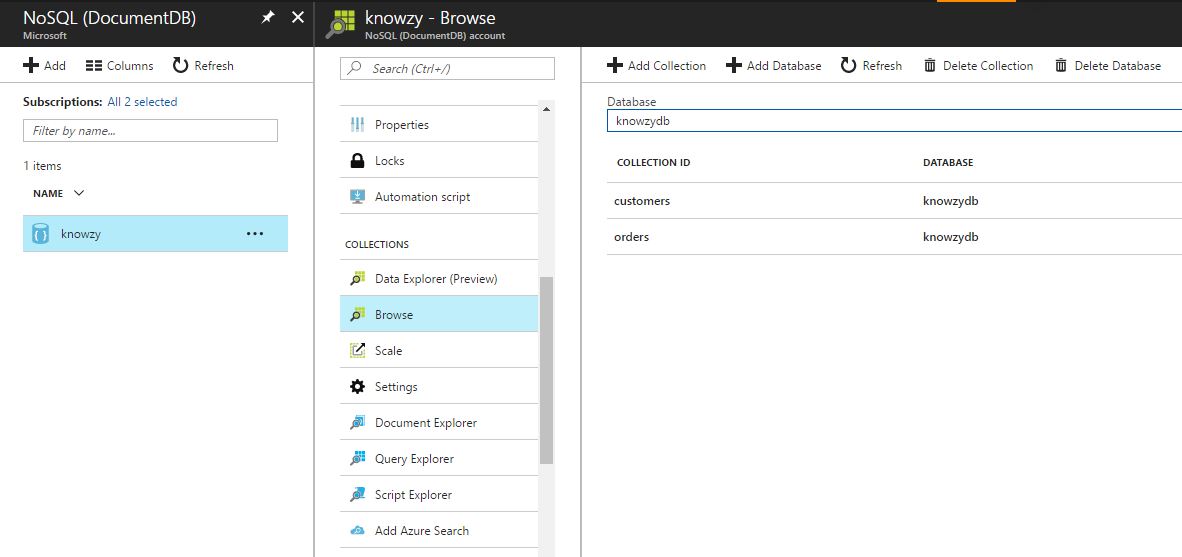 NoSQL (DocumentDB)
Microsoft
Add
Columns
Refresh
Subscriptions: All 2 selected
Filter by name...
1 items
NAME
knowzy
knowzy - Browse
NoSQL (DocumentDB) account
Search (Ctrl+/)
Properties
Locks
Automation script
COLLECTIONS
Data Explorer (Preview)
Browse
Scale
Settings
Document Explorer
Query Explorer
Script Explorer
Add Azure Search
Add Collection
Add Database
Refresh
Delete Collection
Delete Database
Database
knowzydb
COLLECTION ID DATABASE
customers knowzydb
orders knowzydb